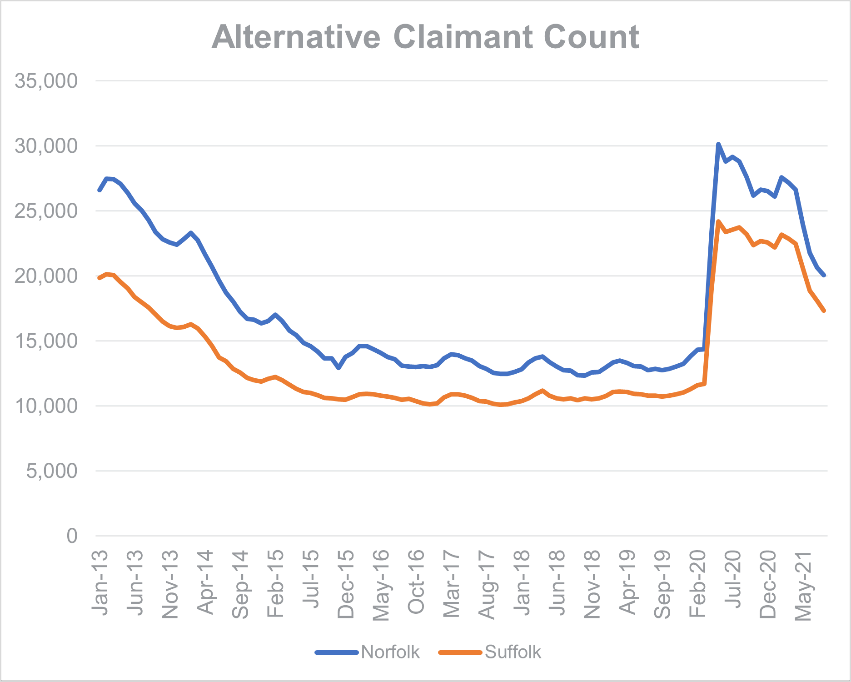 Alternative Claimant Count
35,000
30,000
25,000
20,000
15,000
10,000
5,000
0
Jan-13
Jun-13
Nov-13
Apr-14
Sep-14
Feb-15
Jul-15
Dec-15
May-16
Oct-16
Mar-17
Aug-17
Jan-18
Jun-18
Nov-18
Apr-19
Sep-19
Feb-20
Jul-20
Dec-20
May-21
Norfolk
Suffolk